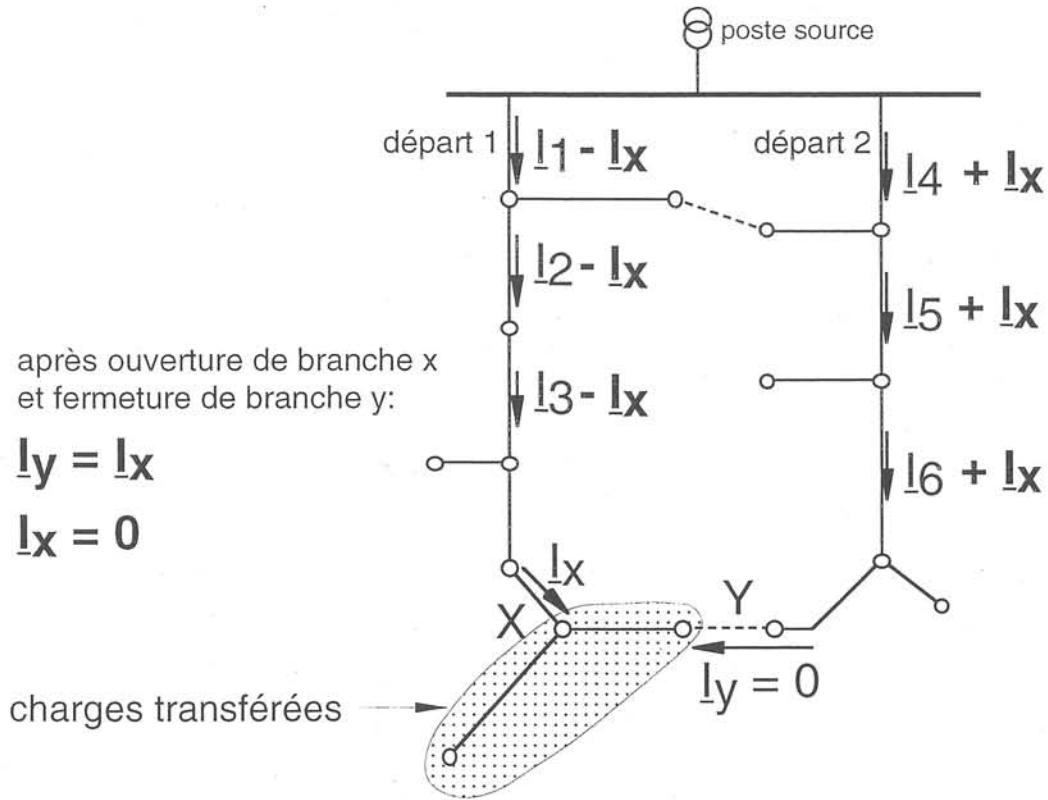 poste source
départ 1
I1 - Ix
départ 2
I4 + Ix
I2 - Ix
I5 + Ix
après ouverture de branche x
et fermeture de branche y:
I3 - Ix
Iy = Ix
I6 + Ix
Ix = 0
Ix
X
Y
Iy = 0
charges transférées